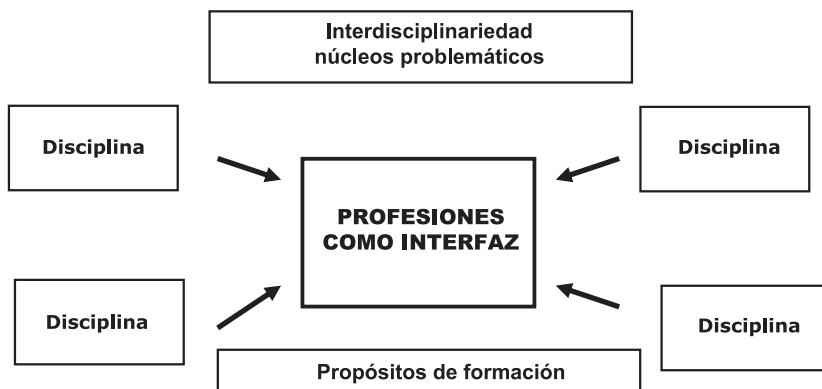 Interdisciplinariedad
núcleos problemáticos
Disciplina
Disciplina
PROFESIONES
COMO INTERFAZ
Disciplina
Disciplina
Propósitos de formación